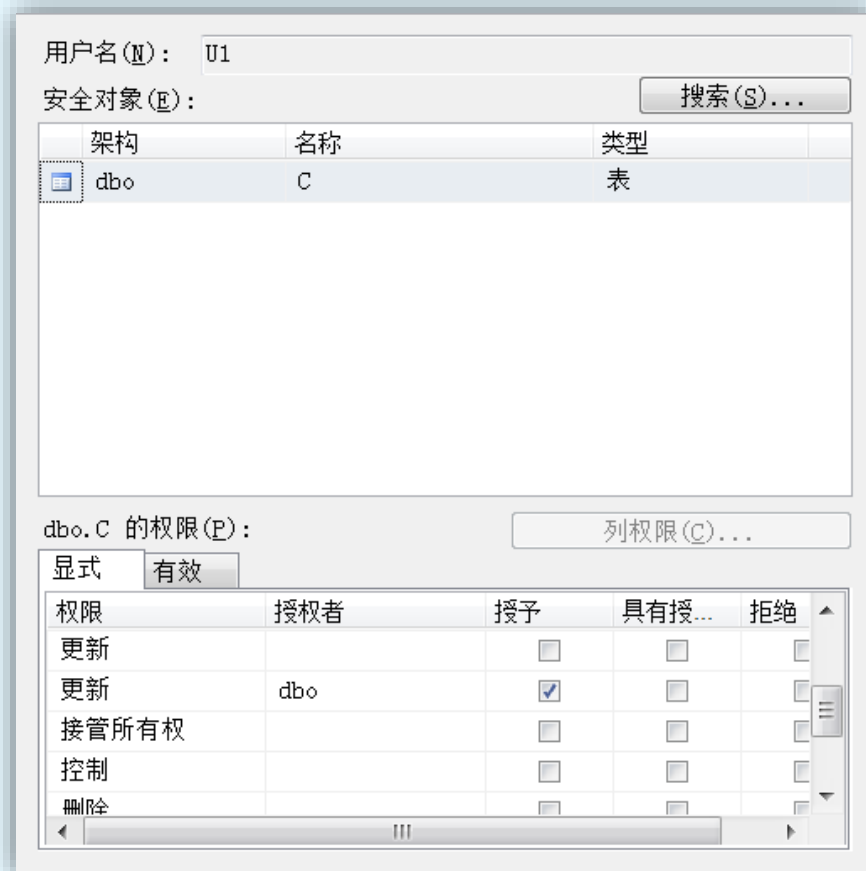 用户名(N): U1
安全对象(E): 搜索(S)...
架构 名称 类型
dbo C 表
dbo.C 的权限(P): 列权限(C)...
显式 有效
权限 授权者 授予 具有授... 拒绝
更新
更新 dbo
接管所有权
控制
删除